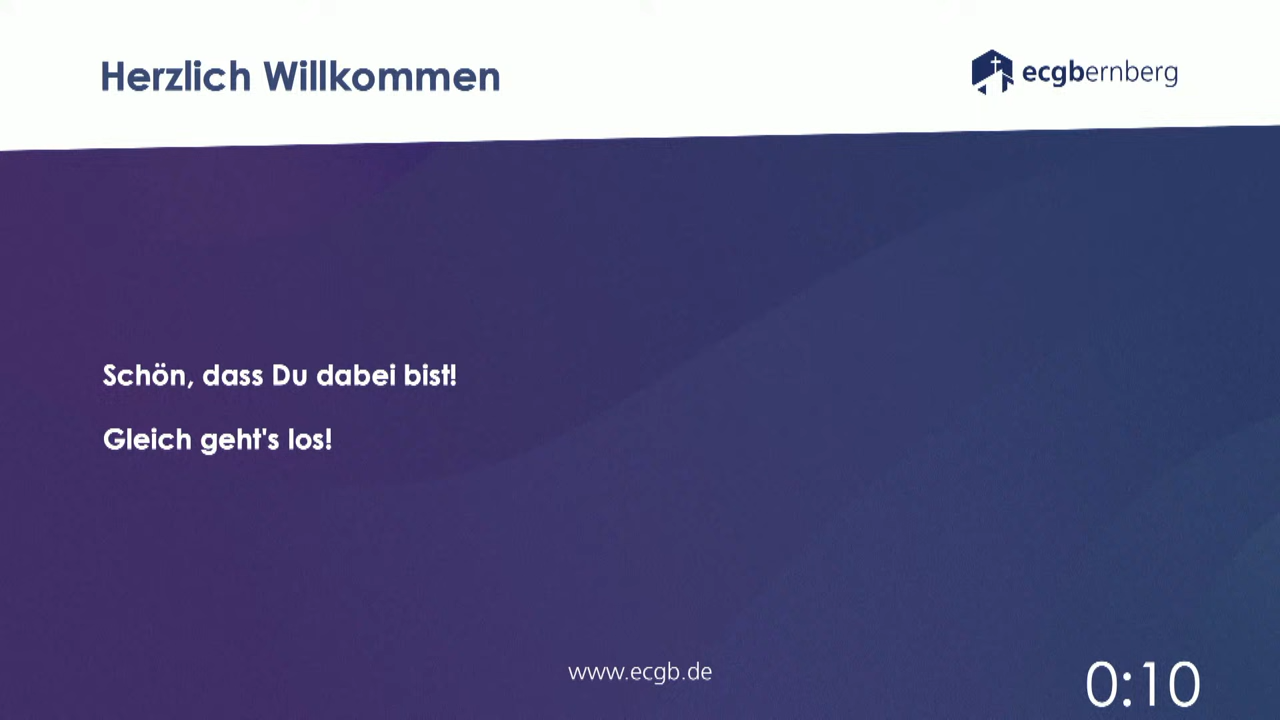 Herzlich Willkommen
ecgbernberg
Schön, dass Du dabei bist!
Gleich geht's los!
www.ecgb.de
0:10